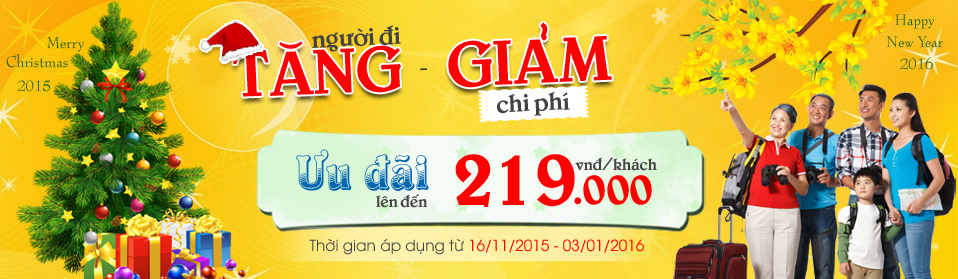 Merry
Christmas
2015
người đi
TĂNG - GIẢM
chi phí
Happy
New Year
2016
Ưu đãi
lên đến
219.000
vnđ/khách
Thời gian áp dụng từ 16/11/2015 - 03/01/2016